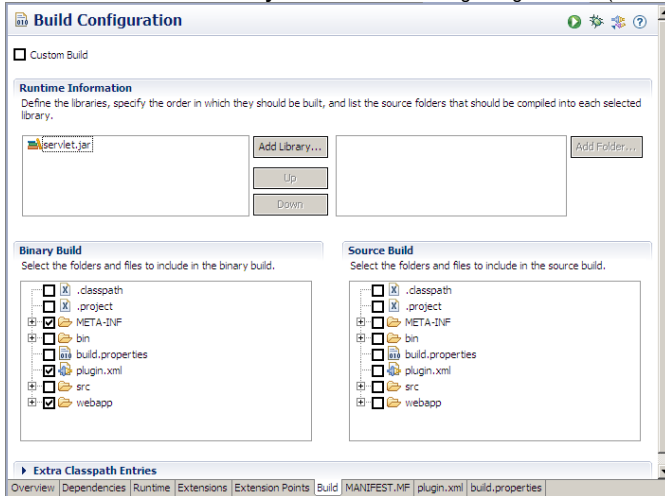 Build Configuration
Custom Build
Runtime Information
Define the libraries, specify the order in which they should be built, and list the source folders that should be compiled into each selected
library.
servlet.jar
Add Library...
Add Folder...
Up
Down
Binary Build
Select the folders and files to include in the binary build.
.classpath
.project
META-INF
bin
build.properties
plugin.xml
src
webapp
Source Build
Select the folders and files to include in the source build.
.classpath
.project
META-INF
bin
build.properties
plugin.xml
src
webapp
Extra Classpath Entries
Overview Dependencies Runtime Extensions Extension Points Build MANIFEST.MF plugin.xml build.properties